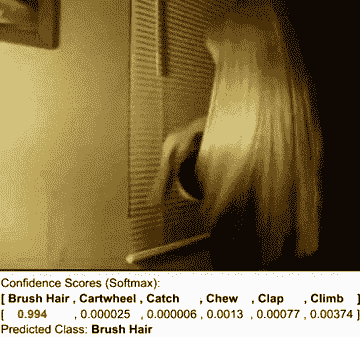 Confidence Scores (Softmax):
[ Brush Hair , Cartwheel , Catch , Chew , Clap , Climb ]
[ 0.994 , 0.000025 , 0.000006 , 0.0013 , 0.00077 , 0.00374 ]
Predicted Class: Brush Hair